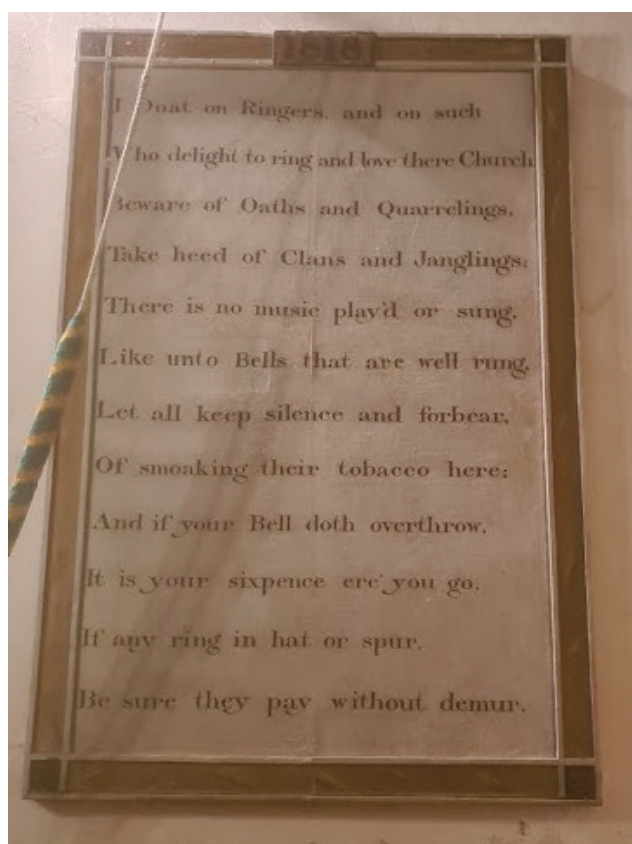 1818
I Doat on Ringers, and on such
Who delight to ring and love there Church
Beware of Oaths and Quarrelings,
Take heed of Clans and Janglings;
There is no music play'd or sung,
Like unto Bells that are well rung,
Let all keep silence and forbear,
Of smoaking their tobacco here;
And if your Bell doth overthrow,
It is your sixpence ere' you go.
If any ring in hat or spur,
Be sure they pay without demur.